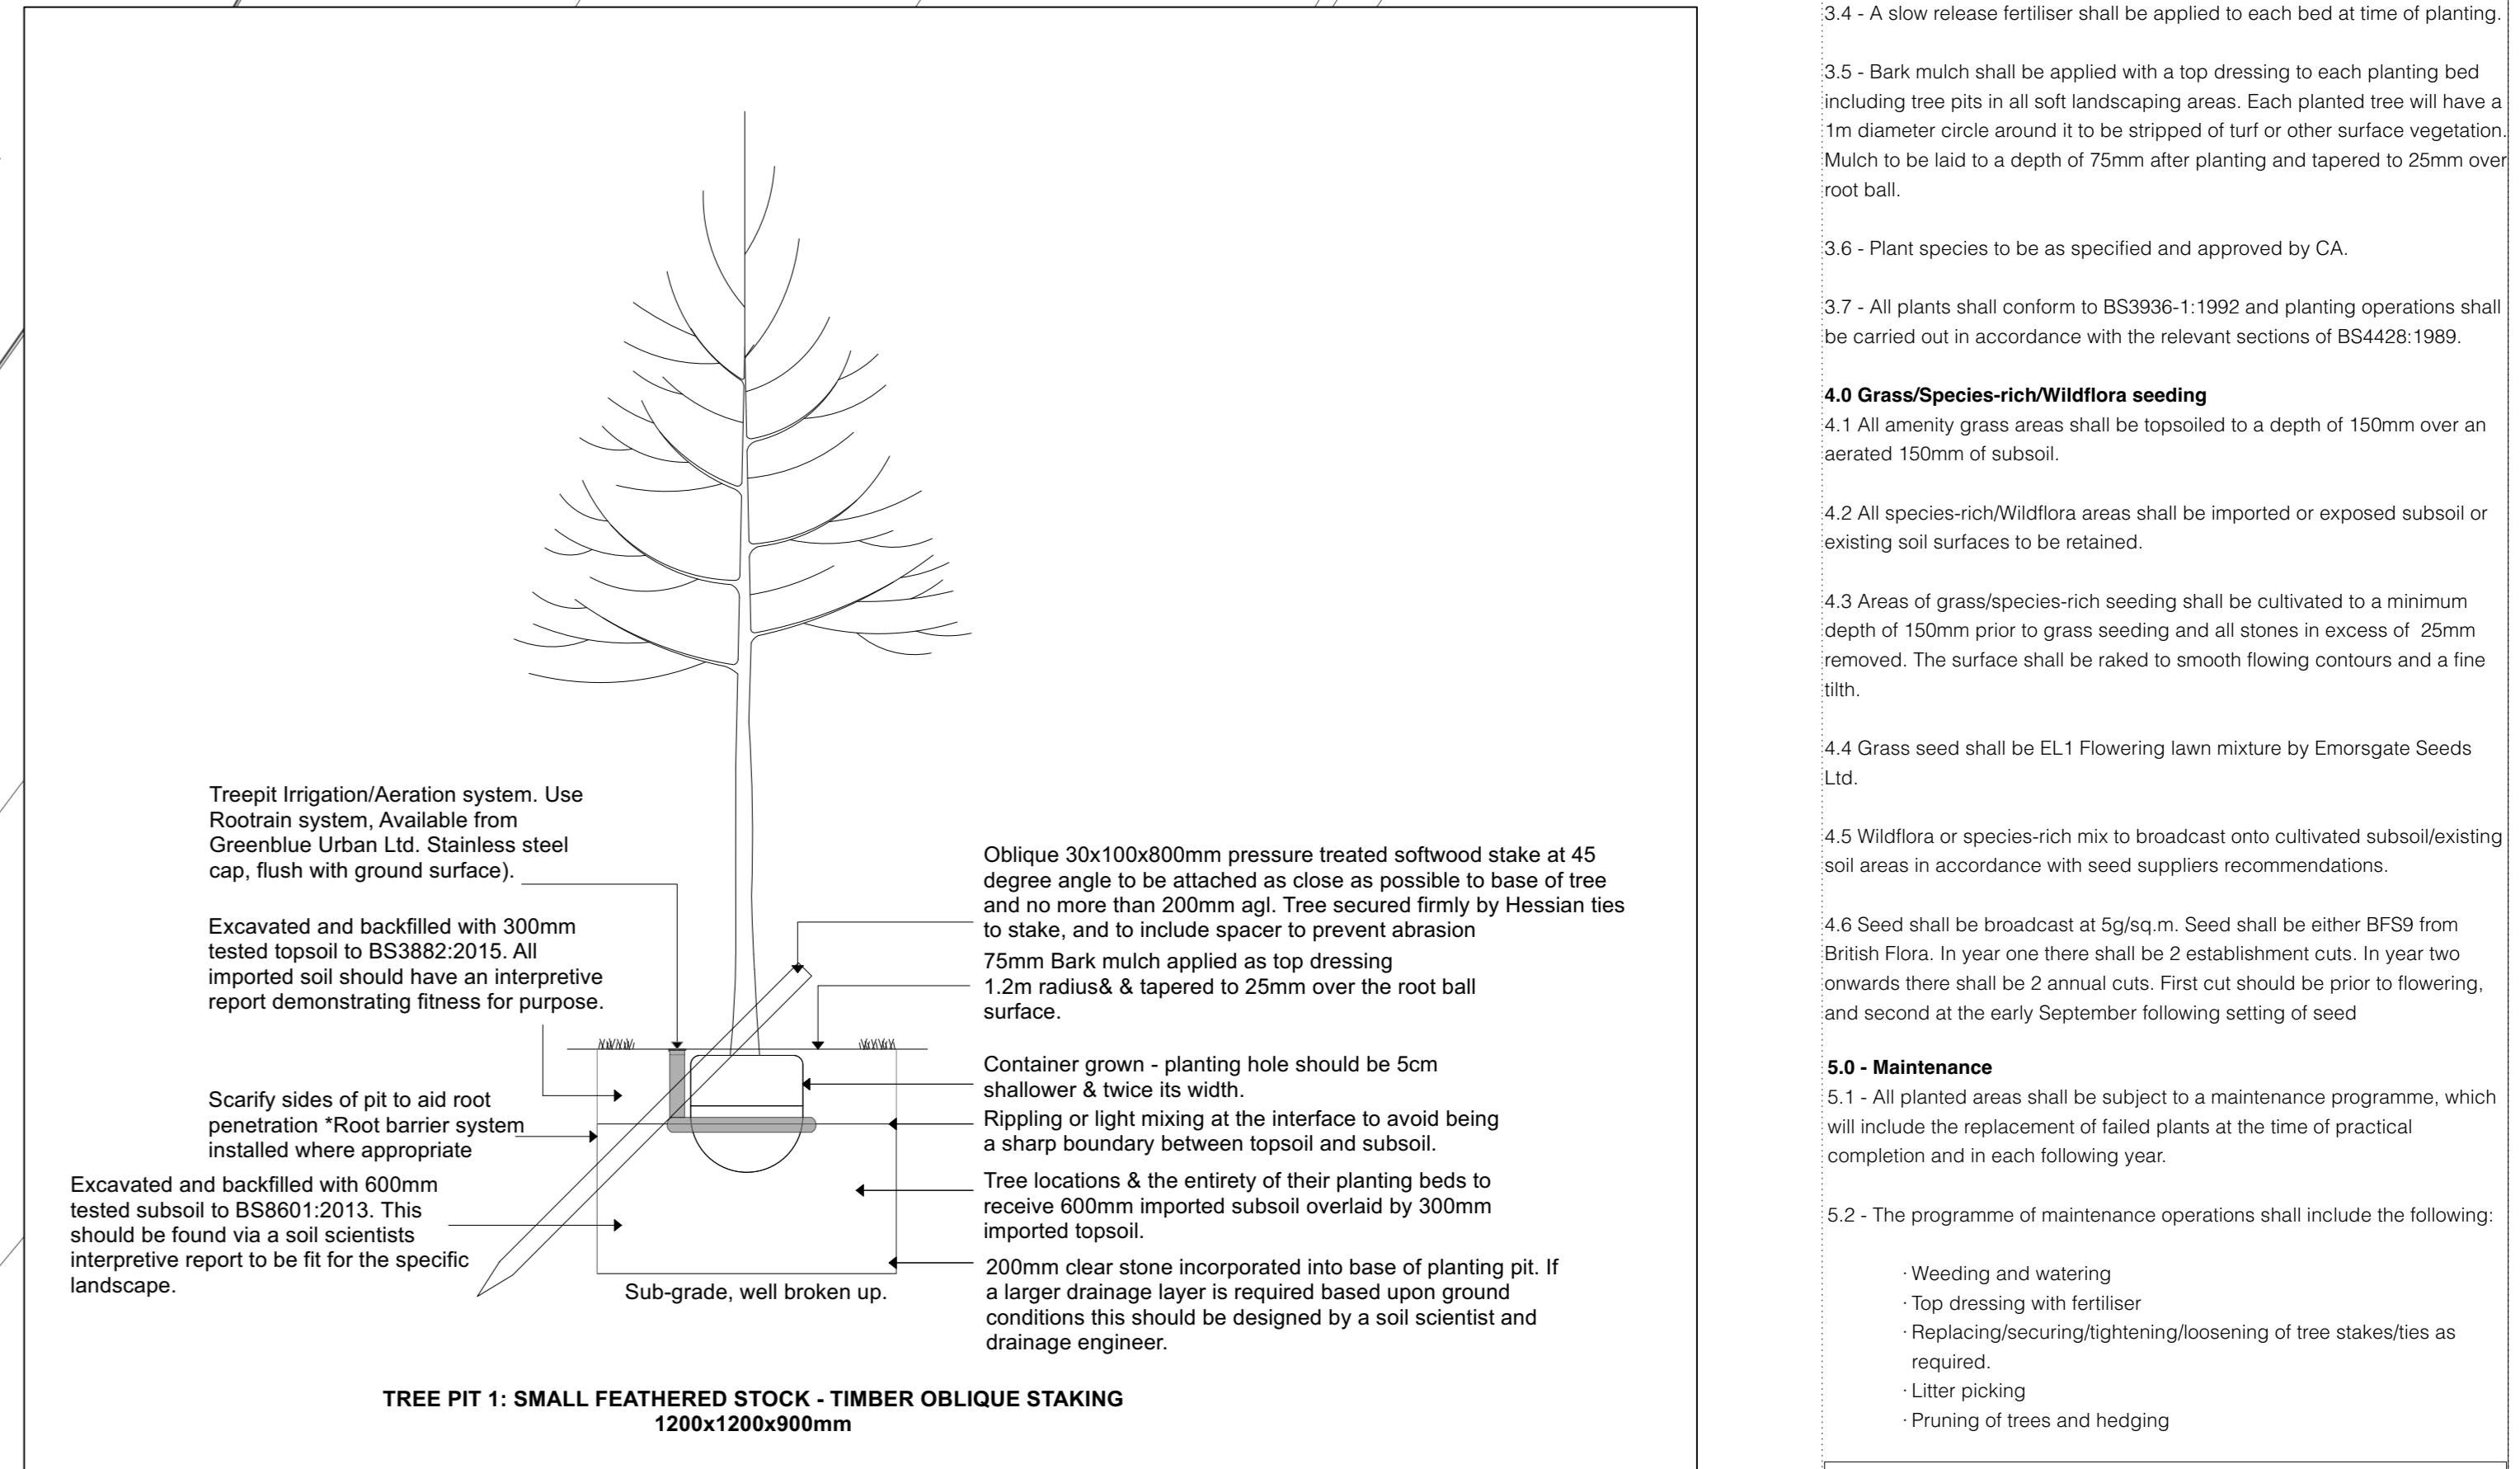 Treepit Irrigation/Aeration system. Use
Rootrain system, Available from
Greenblue Urban Ltd. Stainless steel
cap, flush with ground surface).
Excavated and backfilled with 300mm
tested topsoil to BS3882:2015. All
imported soil should have an interpretive
report demonstrating fitness for purpose.
Scarify sides of pit to aid root
penetration *Root barrier system
installed where appropriate
Excavated and backfilled with 600mm
tested subsoil to BS8601:2013. This
should be found via a soil scientists
interpretive report to be fit for the specific
landscape.
Oblique 30x100x800mm pressure treated softwood stake at 45
degree angle to be attached as close as possible to base of tree
and no more than 200mm agl. Tree secured firmly by Hessian ties
to stake, and to include spacer to prevent abrasion
75mm Bark mulch applied as top dressing
1.2m radius& & tapered to 25mm over the root ball
surface.
Container grown - planting hole should be 5cm
shallower & twice its width.
Rippling or light mixing at the interface to avoid being
a sharp boundary between topsoil and subsoil.
Tree locations & the entirety of their planting beds to
receive 600mm imported subsoil overlaid by 300mm
imported topsoil.
200mm clear stone incorporated into base of planting pit. If
a larger drainage layer is required based upon ground
conditions this should be designed by a soil scientist and
drainage engineer.
Sub-grade, well broken up.
TREE PIT 1: SMALL FEATHERED STOCK - TIMBER OBLIQUE STAKING
1200x1200x900mm
3.4 - A slow release fertiliser shall be applied to each bed at time of planting.
3.5 - Bark mulch shall be applied with a top dressing to each planting bed
including tree pits in all soft landscaping areas. Each planted tree will have a
1m diameter circle around it to be stripped of turf or other surface vegetation.
Mulch to be laid to a depth of 75mm after planting and tapered to 25mm over
root ball.
3.6 - Plant species to be as specified and approved by CA.
3.7 - All plants shall conform to BS3936-1:1992 and planting operations shall
be carried out in accordance with the relevant sections of BS4428:1989.
4.0 Grass/Species-rich/Wildflora seeding
4.1 All amenity grass areas shall be topsoiled to a depth of 150mm over an
aerated 150mm of subsoil.
4.2 All species-rich/Wildflora areas shall be imported or exposed subsoil or
existing soil surfaces to be retained.
4.3 Areas of grass/species-rich seeding shall be cultivated to a minimum
depth of 150mm prior to grass seeding and all stones in excess of 25mm
removed. The surface shall be raked to smooth flowing contours and a fine
tilth.
4.4 Grass seed shall be EL1 Flowering lawn mixture by Emorsgate Seeds
Ltd.
4.5 Wildflora or species-rich mix to broadcast onto cultivated subsoil/existing
soil areas in accordance with seed suppliers recommendations.
4.6 Seed shall be broadcast at 5g/sq.m. Seed shall be either BFS9 from
British Flora. In year one there shall be 2 establishment cuts. In year two
onwards there shall be 2 annual cuts. First cut should be prior to flowering,
and second at the early September following setting of seed
5.0 - Maintenance
5.1 - All planted areas shall be subject to a maintenance programme, which
will include the replacement of failed plants at the time of practical
completion and in each following year.
5.2 - The programme of maintenance operations shall include the following:
· Weeding and watering
· Top dressing with fertiliser
· Replacing/securing/tightening/loosening of tree stakes/ties as
required.
· Litter picking
· Pruning of trees and hedging